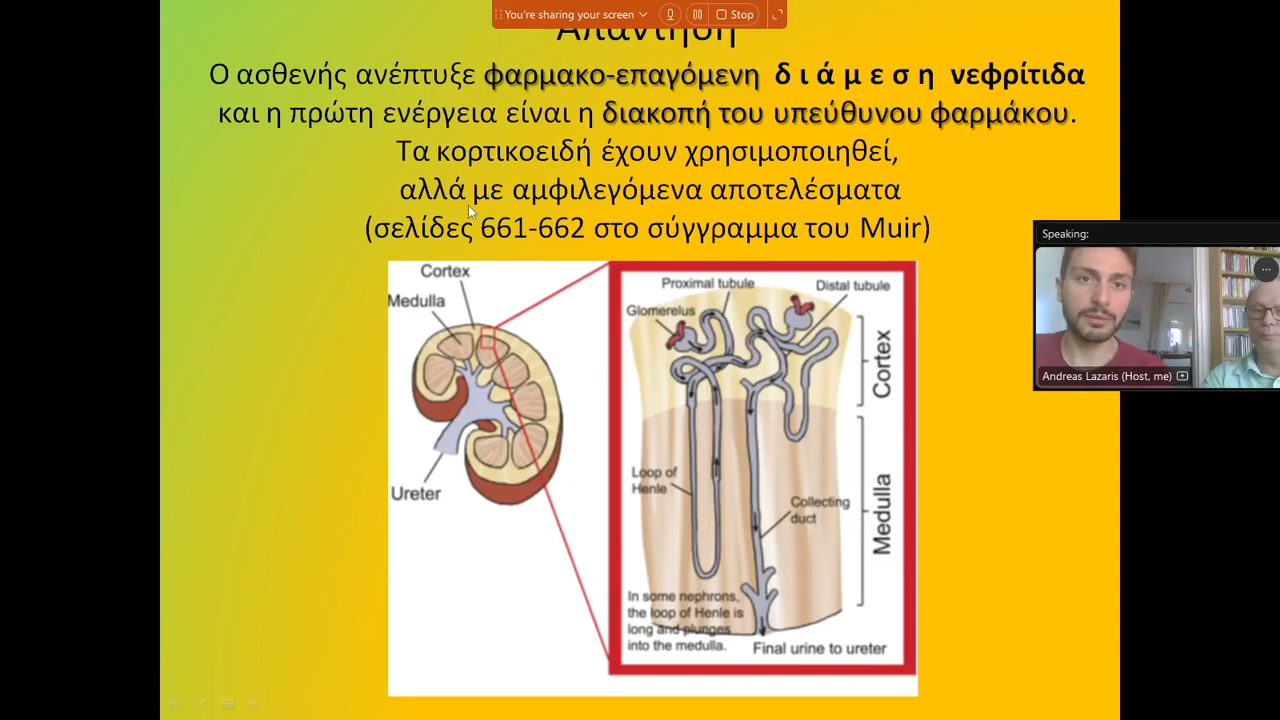 You're sharing your screen
Stop
Απάντηση
Ο ασθενής ανέπτυξε φαρμακο-επαγόμενη δ ι ά μ ε σ η νεφρίτιδα
και η πρώτη ενέργεια είναι η διακοπή του υπεύθυνου φαρμάκου.
Τα κορτικοειδή έχουν χρησιμοποιηθεί,
αλλά με αμφιλεγόμενα αποτελέσματα
(σελίδες 661-662 στο σύγγραμμα του Muir)
Speaking:
Andreas Lazaris (Host, me)
Cortex
Medulla
Ureter
Proximal tubule
Distal tubule
Glomerelus
Cortex
Loop of
Henle
Collecting
duct
Medulla
In some nephrons,
the loop of Henle is
long and plunges
into the medulla.
Final urine to ureter